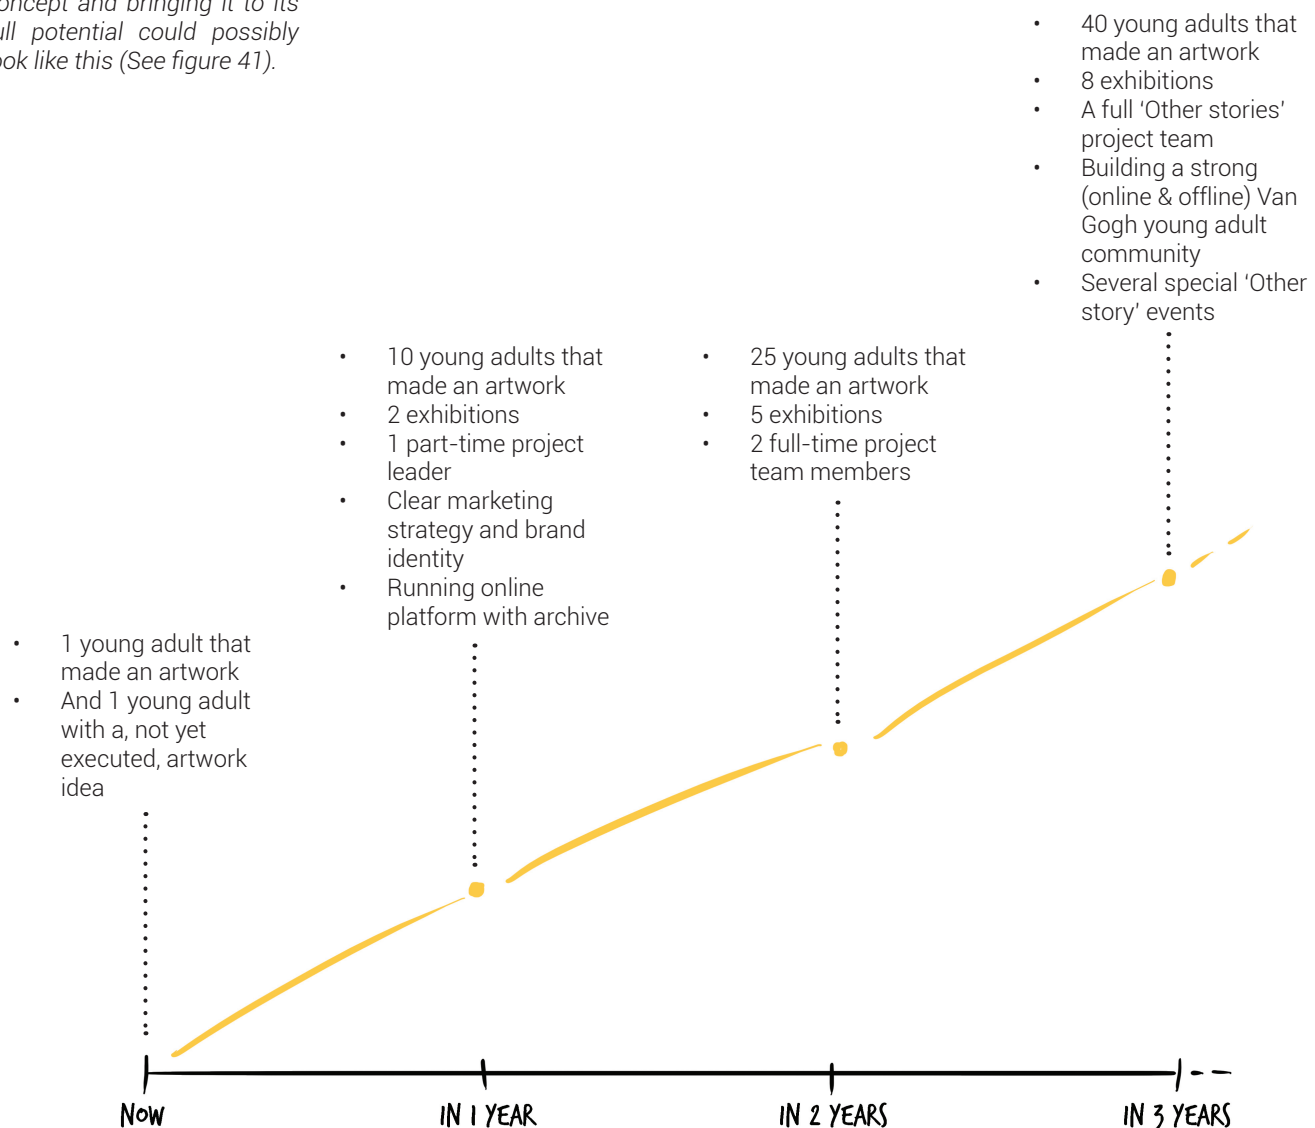 oncept and bringing it to its
ull potential could possibly
ook like this (See figure 41).
• 1 young adult that
made an artwork
• And 1 young adult
with a, not yet
executed, artwork
idea
• 10 young adults that
made an artwork
• 2 exhibitions
• 1 part-time project
leader
• Clear marketing
strategy and brand
identity
• Running online
platform with archive
• 25 young adults that
made an artwork
• 5 exhibitions
• 2 full-time project
team members
• 40 young adults that
made an artwork
• 8 exhibitions
• A full ‘Other stories’
project team
• Building a strong
(online & offline) Van
Gogh young adult
community
• Several special ‘Other
story’ events
NOW
IN 1 YEAR
IN 2 YEARS
IN 3 YEARS